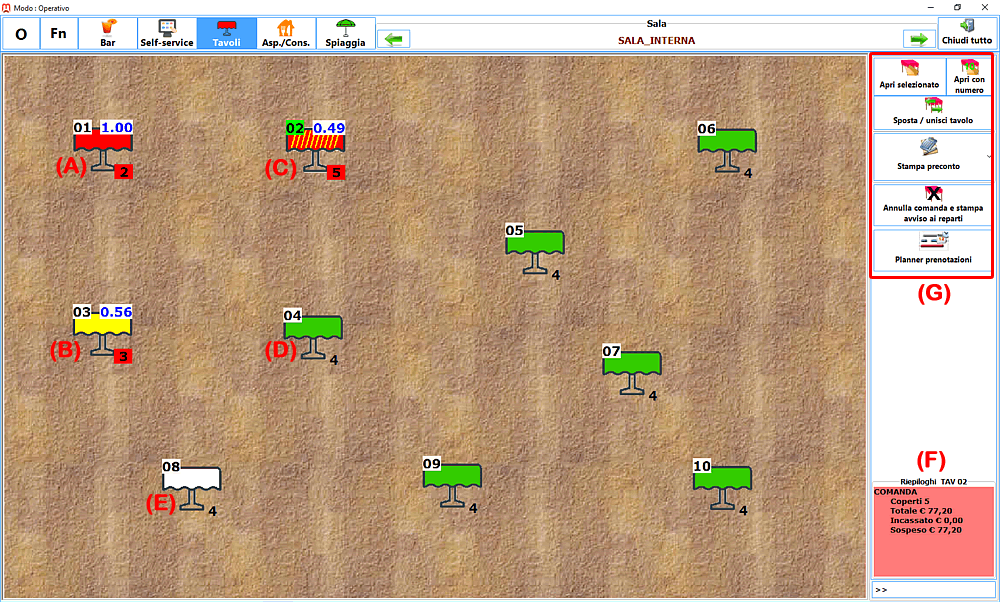 Modo : Operativo
O
Fn
Bar
Self-service
Tavoli
Asp./Cons.
Spiaggia
Sala
SALA_INTERNA
Chiudi tutto
Apri selezionato
Apri con
numero
Sposta / unisci tavolo
Stampa preconto
Annulla comanda e stampa
avviso ai reparti
Planner prenotazioni
(G)
01 1.00
(A)
2
02 0.49
(C)
5
06
4
05
4
03 0.56
(B)
3
04
(D)
4
07
4
08
(E)
4
09
4
10
4
(F)
Riepiloghi TAV 02
COMANDA
Coperti 5
Totale € 77,20
Incassato € 0,00
Sospeso € 77,20
>>